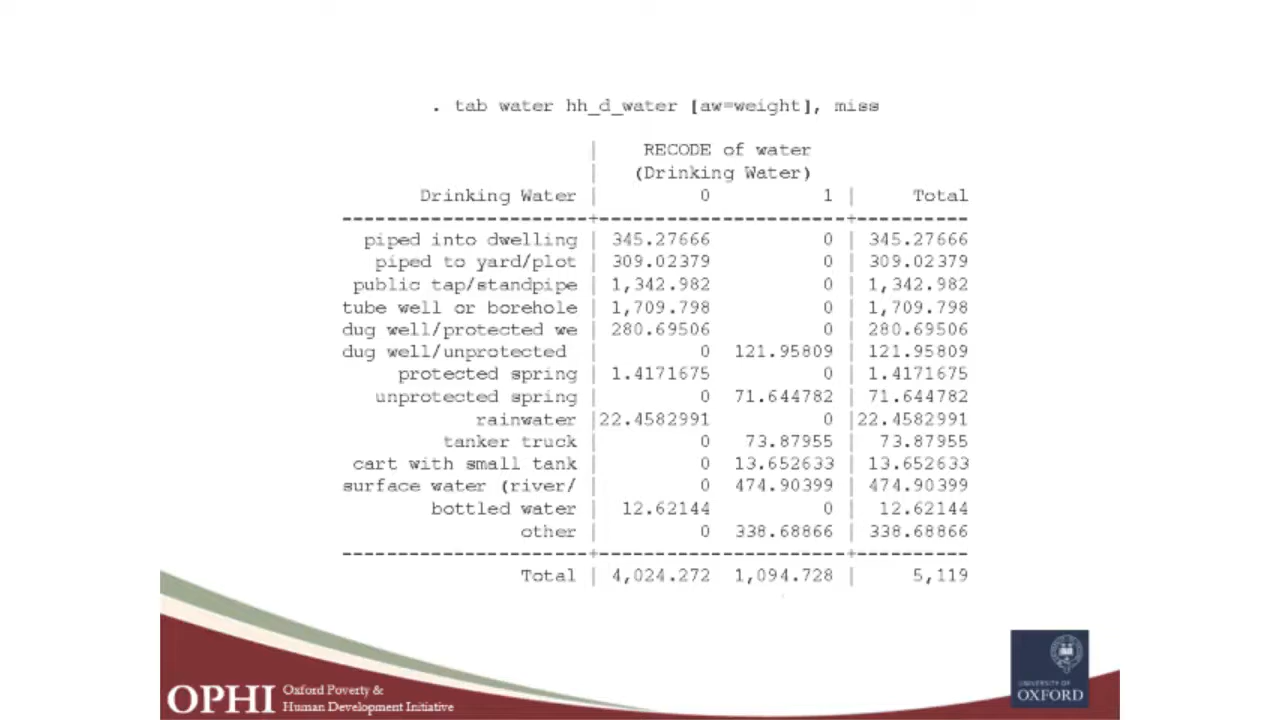 . tab water hh_d_water [aw=weight], miss
| RECODE of water
| (Drinking Water)
Drinking Water | 0 1 | Total
----------------------+----------------------+----------
piped into dwelling | 345.27666 0 | 345.27666
piped to yard/plot | 309.02379 0 | 309.02379
public tap/standpipe | 1,342.982 0 | 1,342.982
tube well or borehole | 1,709.798 0 | 1,709.798
dug well/protected we | 280.69506 0 | 280.69506
dug well/unprotected | 0 121.95809 | 121.95809
protected spring | 1.4171675 0 | 1.4171675
unprotected spring | 0 71.644782 | 71.644782
rainwater |22.4582991 0 |22.4582991
tanker truck | 0 73.87955 | 73.87955
cart with small tank | 0 13.652633 | 13.652633
surface water (river/ | 0 474.90399 | 474.90399
bottled water | 12.62144 0 | 12.62144
other | 0 338.68866 | 338.68866
----------------------+----------------------+----------
Total | 4,024.272 1,094.728 | 5,119
OPHI Oxford Poverty &
Human Development Initiative
UNIVERSITY OF
OXFORD